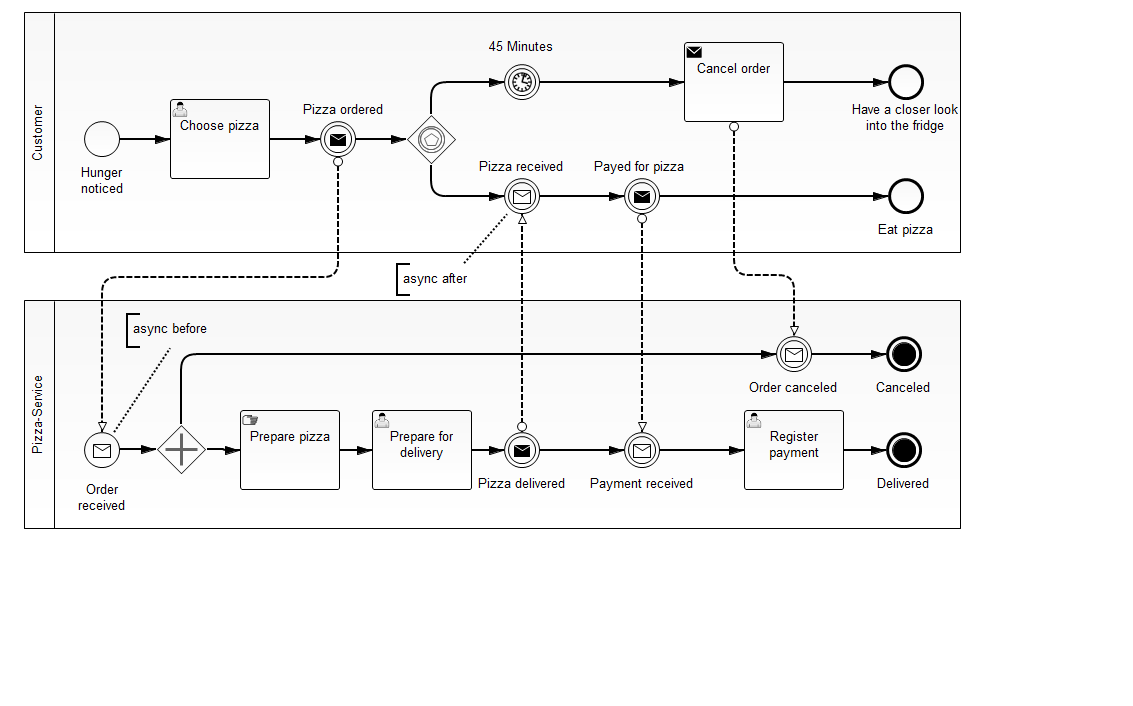 Customer
45 Minutes
Cancel order
Have a closer look
into the fridge
Choose pizza
Pizza ordered
Hunger
noticed
Pizza received
Payed for pizza
Eat pizza
async after
Pizza-Service
async before
Order canceled
Canceled
Prepare pizza
Prepare for
delivery
Register
payment
Order
received
Pizza delivered
Payment received
Delivered